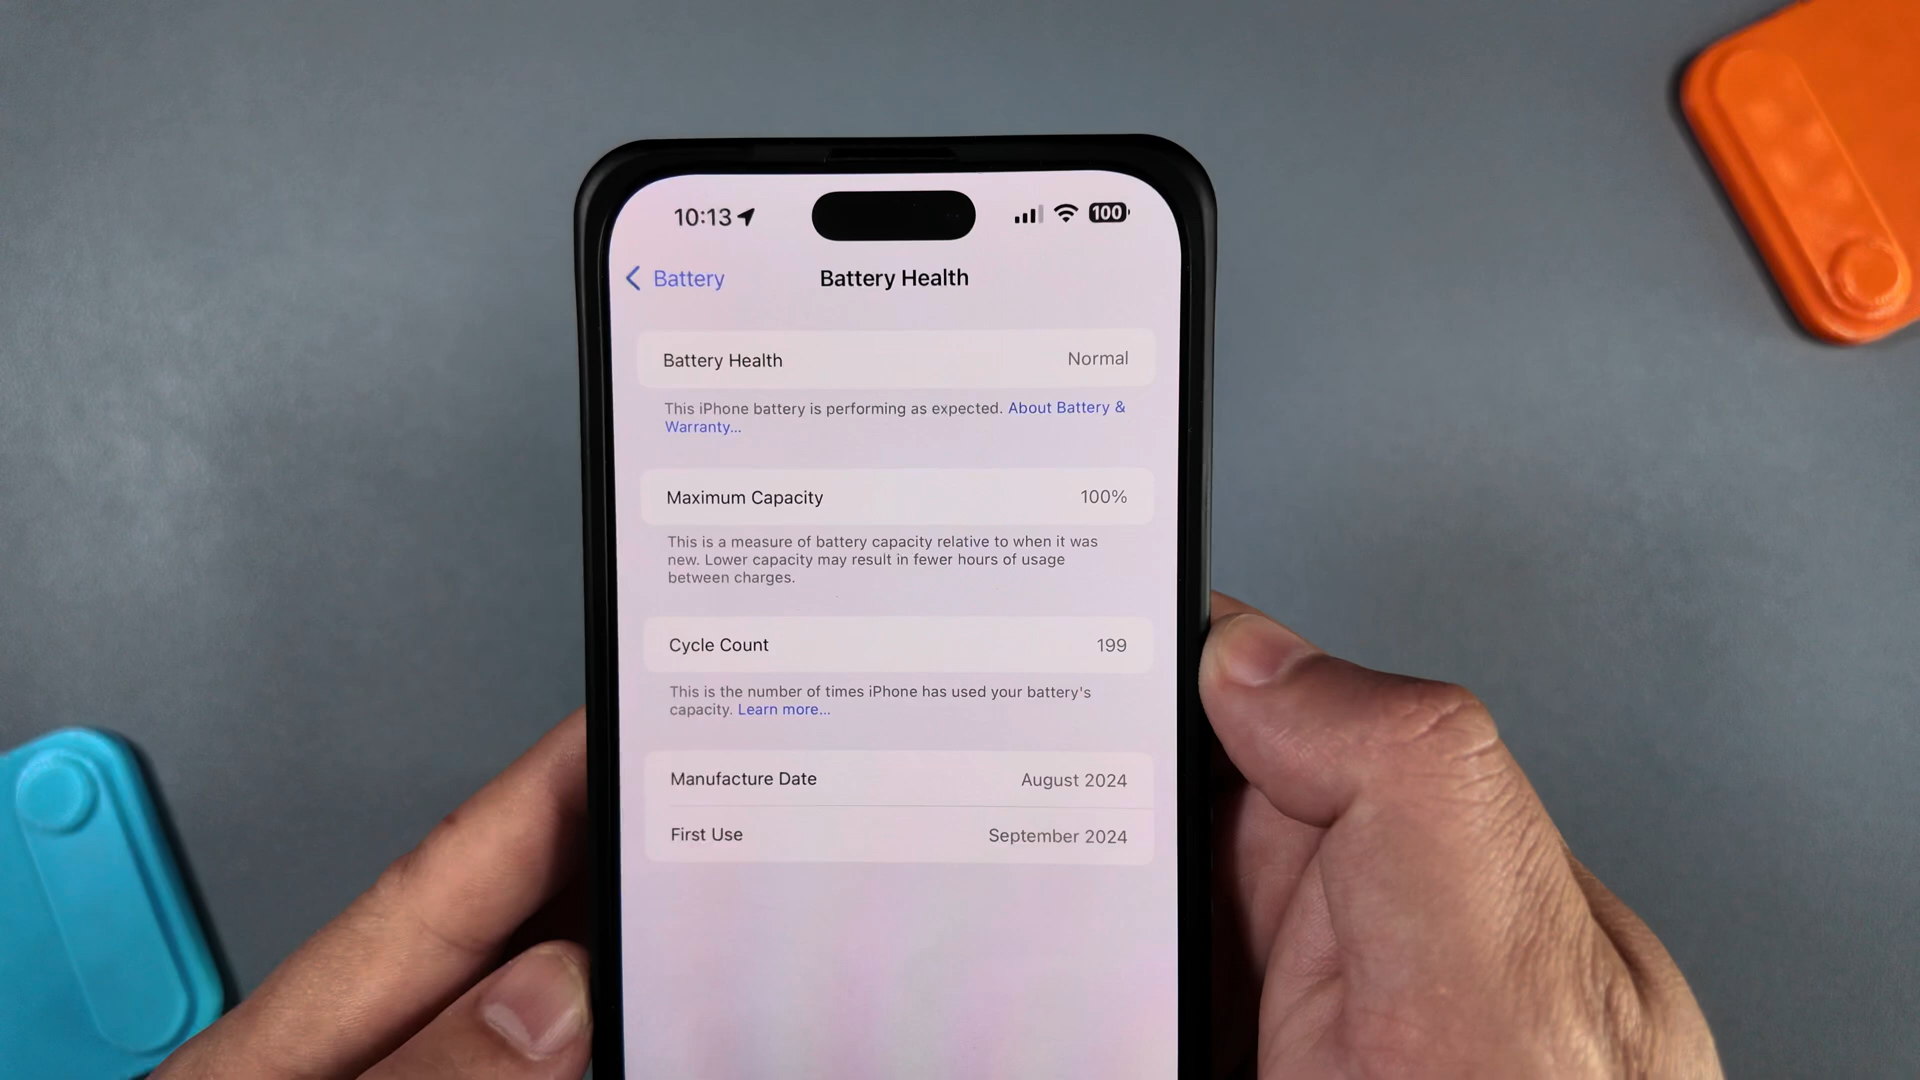 10:13 100
Battery Battery Health
Battery Health Normal
This iPhone battery is performing as expected. About Battery &
Warranty...
Maximum Capacity 100%
This is a measure of battery capacity relative to when it was
new. Lower capacity may result in fewer hours of usage
between charges.
Cycle Count 199
This is the number of times iPhone has used your battery's
capacity. Learn more...
Manufacture Date August 2024
First Use September 2024